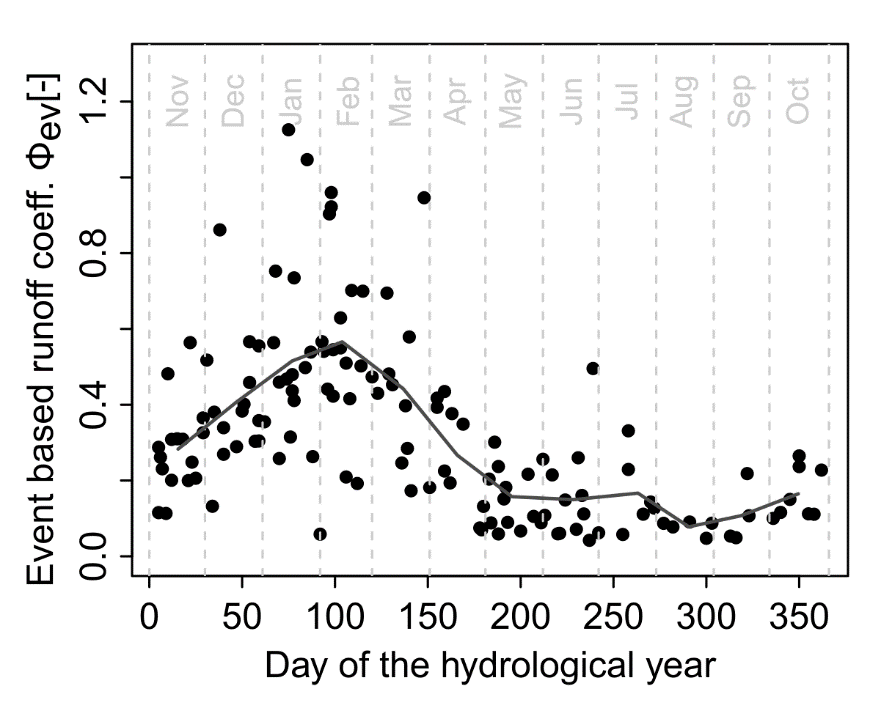 Event based runoff coeff. Φev[-]
1.2
0.8
0.4
0.0
Nov Dec Jan Feb Mar Apr May Jun Jul Aug Sep Oct
0 50 100 150 200 250 300 350
Day of the hydrological year